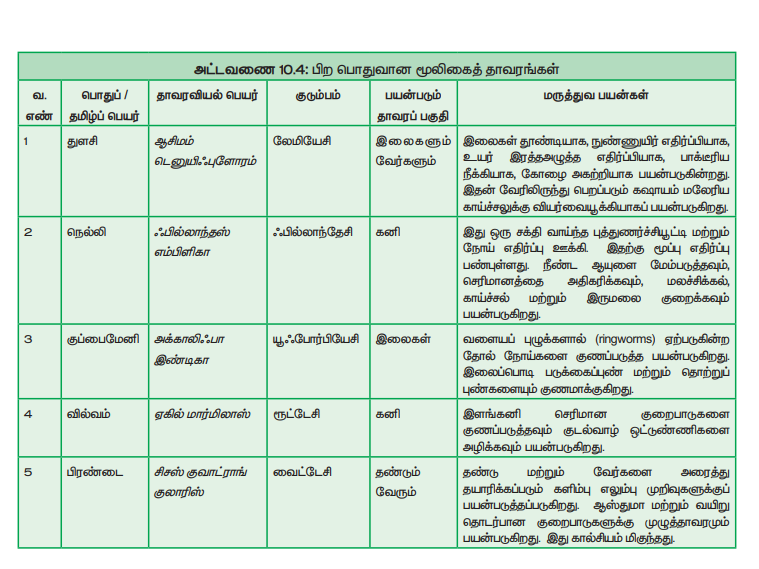 அட்டவணை 10.4: பிற பொதுவான மூலிகைத் தாவரங்கள்
வ. எண்
பொதுப் / தமிழ்ப் பெயர்
தாவரவியல் பெயர்
குடும்பம்
பயன்படும் தாவரப் பகுதி
மருத்துவ பயன்கள்
1
துளசி
ஆசிமம்
டெனுயிஃபுளோரம்
லேமியேசி
இலைகளும்
வேர்களும்
இலைகள் தூண்டியாக, நுண்ணுயிர் எதிர்ப்பியாக,
உயர் இரத்தஅழுத்த எதிர்ப்பியாக, பாக்டீரிய
நீக்கியாக, கோழை அகற்றியாக பயன்படுகின்றது.
இதன் வேரிலிருந்து பெறப்படும் கஷாயம் மலேரிய
காய்ச்சலுக்கு வியர்வையூக்கியாகப் பயன்படுகிறது.
2
நெல்லி
ஃபில்லாந்தஸ்
எம்பிளிகா
ஃபில்லாந்தேசி
கனி
இது ஒரு சக்தி வாய்ந்த புத்துணர்ச்சியூட்டி மற்றும்
நோய் எதிர்ப்பு ஊக்கி. இதற்கு மூப்பு எதிர்ப்பு
பண்புள்ளது. நீண்ட ஆயுளை மேம்படுத்தவும்,
செரிமானத்தை அதிகரிக்கவும், மலச்சிக்கல்,
காய்ச்சல் மற்றும் இருமலை குறைக்கவும்
பயன்படுகிறது.
3
குப்பைமேனி
அக்காலிஃபா
இண்டிகா
யூஃபோர்பியேசி
இலைகள்
வளையப் புழுக்களால் (ringworms) ஏற்படுகின்ற
தோல் நோய்களை குணப்படுத்த பயன்படுகிறது.
இலைப்பொடி படுக்கைப்புண் மற்றும் தொற்றுப்
புண்களையும் குணமாக்குகிறது.
4
வில்வம்
ஏகில் மார்மிலாஸ்
ரூட்டேசி
கனி
இளங்கனி செரிமான குறைபாடுகளை
குணப்படுத்தவும் குடல்வாழ் ஒட்டுண்ணிகளை
அழிக்கவும் பயன்படுகிறது.
5
பிரண்டை
சிசஸ் குவாட்ராங்
குலாரிஸ்
வைட்டேசி
தண்டும்
வேரும்
தண்டு மற்றும் வேர்களை அரைத்து
தயாரிக்கப்படும் களிம்பு எலும்பு முறிவுகளுக்குப்
பயன்படுத்தப்படுகிறது. ஆஸ்துமா மற்றும் வயிறு
தொடர்பான குறைபாடுகளுக்கு முழுத்தாவரமும்
பயன்படுகிறது. இது கால்சியம் மிகுந்தது.